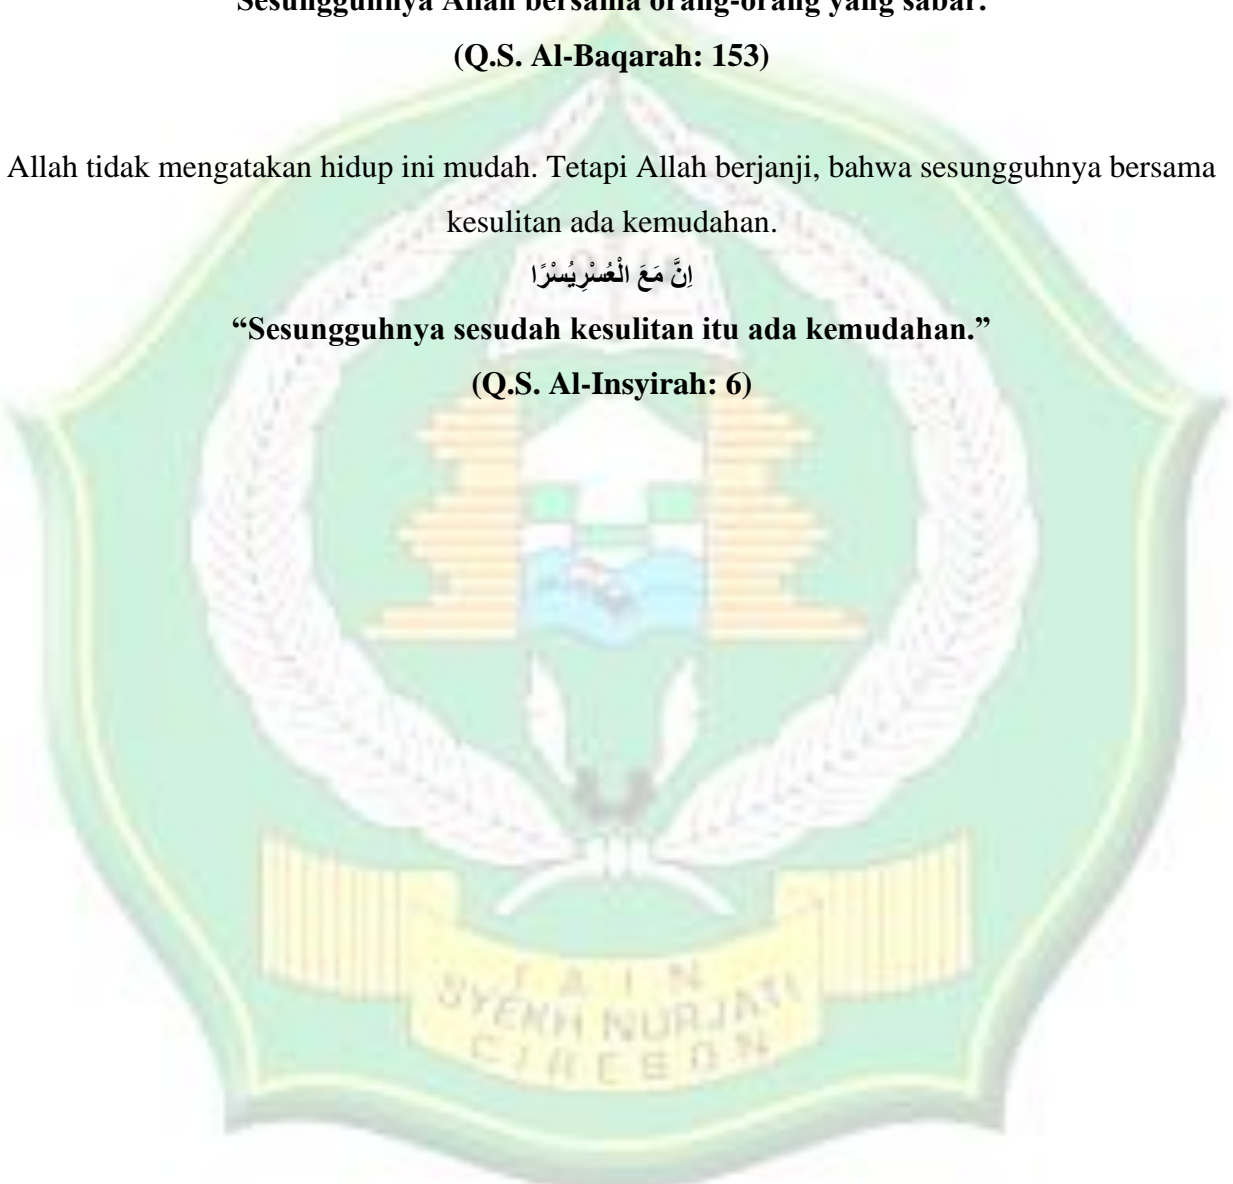 Sesungguhnya Allah bersama orang-orang yang sabar.
(Q.S. Al-Baqarah: 153)
Allah tidak mengatakan hidup ini mudah. Tetapi Allah berjanji, bahwa sesungguhnya bersama
kesulitan ada kemudahan.
اِنَّ مَعَ الْعُسْرِيُسْرًا
“Sesungguhnya sesudah kesulitan itu ada kemudahan.”
(Q.S. Al-Insyirah: 6)
IAIN
SYEKH NURJATI
CIREBON